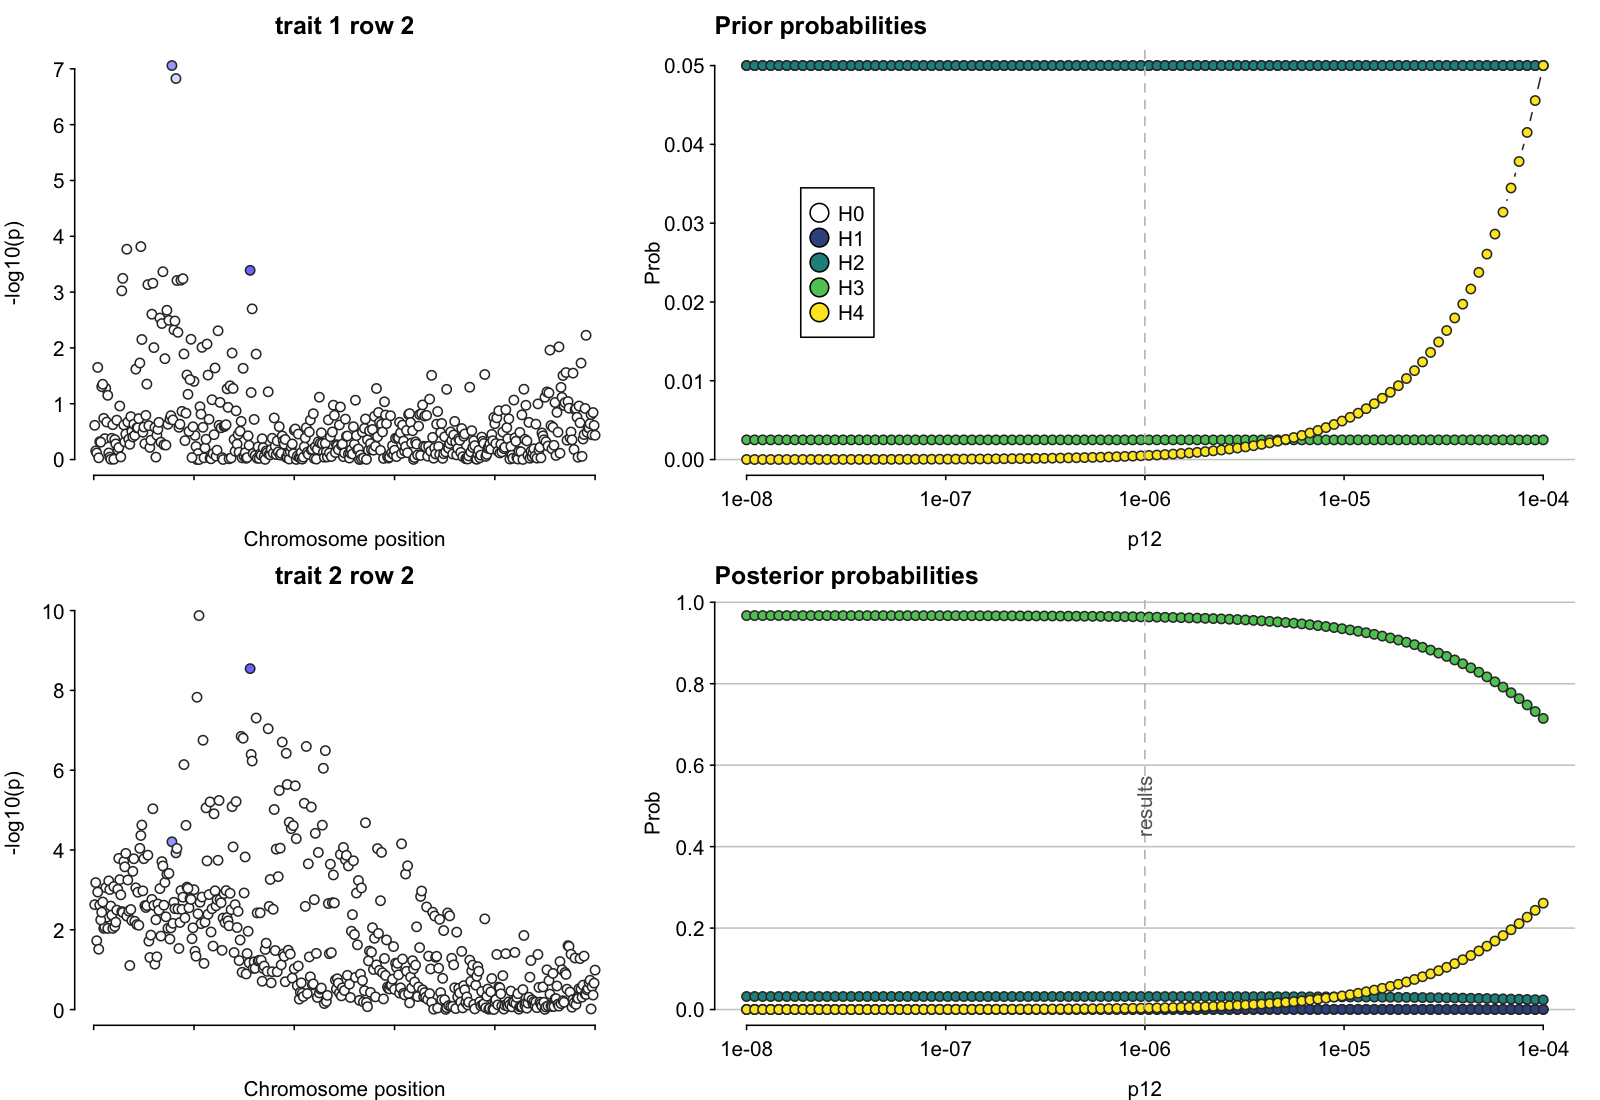 trait 1 row 2
7
6
5
4
3
2
1
0
-log10(p)
Chromosome position
Prior probabilities
0.05
0.04
0.03
0.02
0.01
0.00
Prob
H0
H1
H2
H3
H4
1e-08 1e-07 1e-06 1e-05 1e-04
p12
trait 2 row 2
10
8
6
4
2
0
-log10(p)
Chromosome position
Posterior probabilities
1.0
0.8
0.6
0.4
0.2
0.0
Prob
results
1e-08 1e-07 1e-06 1e-05 1e-04
p12